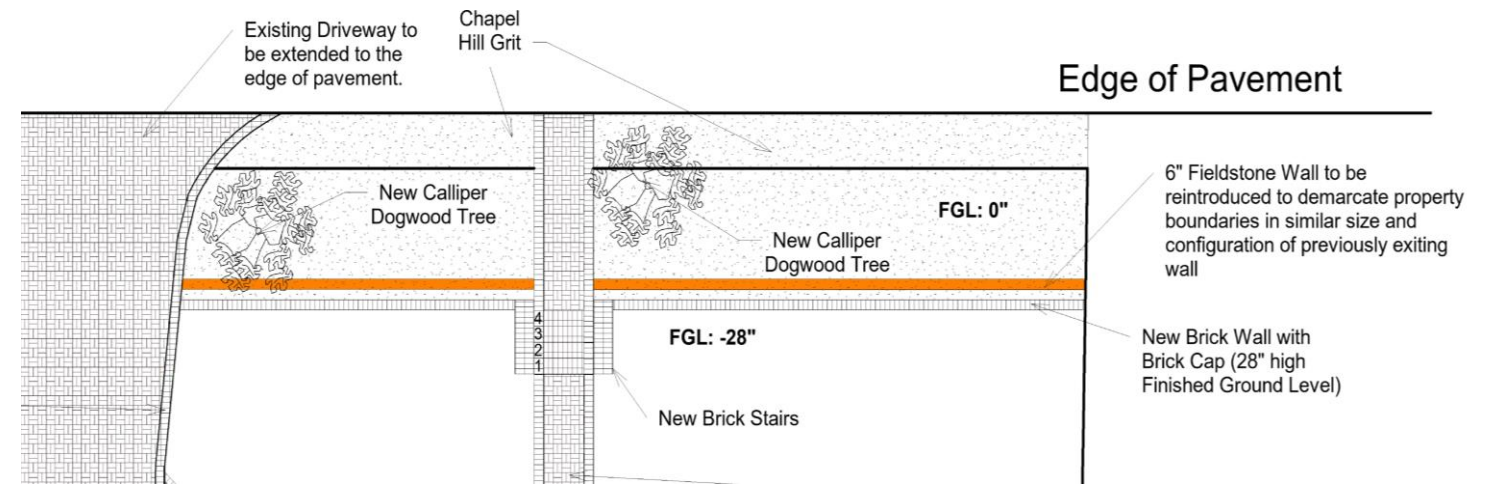 Existing Driveway to
be extended to the
edge of pavement.
Chapel
Hill Grit
Edge of Pavement
New Calliper
Dogwood Tree
New Calliper
Dogwood Tree
FGL: 0"
6" Fieldstone Wall to be
reintroduced to demarcate property
boundaries in similar size and
configuration of previously exiting
wall
4
3
2
1
FGL: -28"
New Brick Wall with
Brick Cap (28" high
Finished Ground Level)
New Brick Stairs